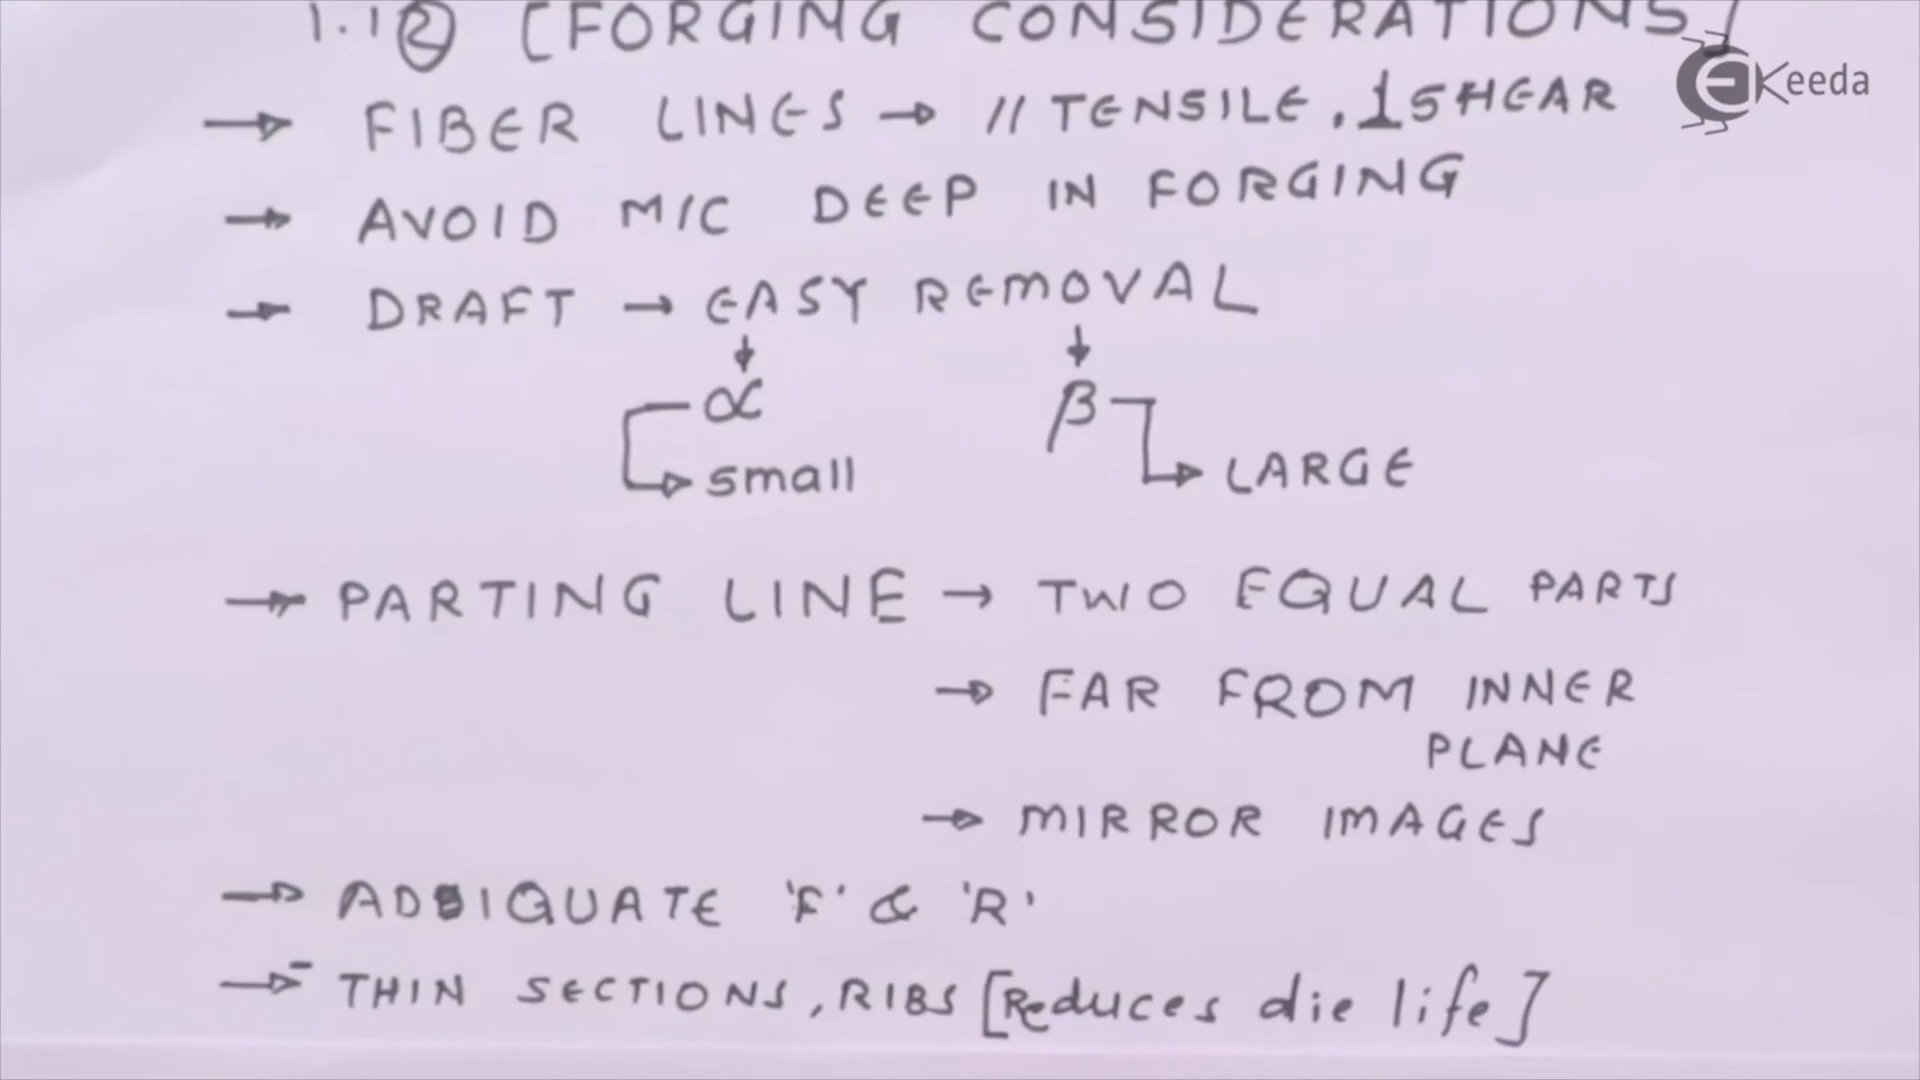 1.1② [FORGING CONSIDERATIONS]
Keeda
→ FIBER LINES → // TENSILE, ⊥ SHEAR
→ AVOID M/C DEEP IN FORGING
→ DRAFT → EASY REMOVAL
α β
small LARGE
→ PARTING LINE → TWO EQUAL PARTS
→ FAR FROM INNER
PLANE
→ MIRROR IMAGES
→ ADIQUATE 'F' & 'R'
→ THIN SECTIONS, RIBS [Reduces die life]